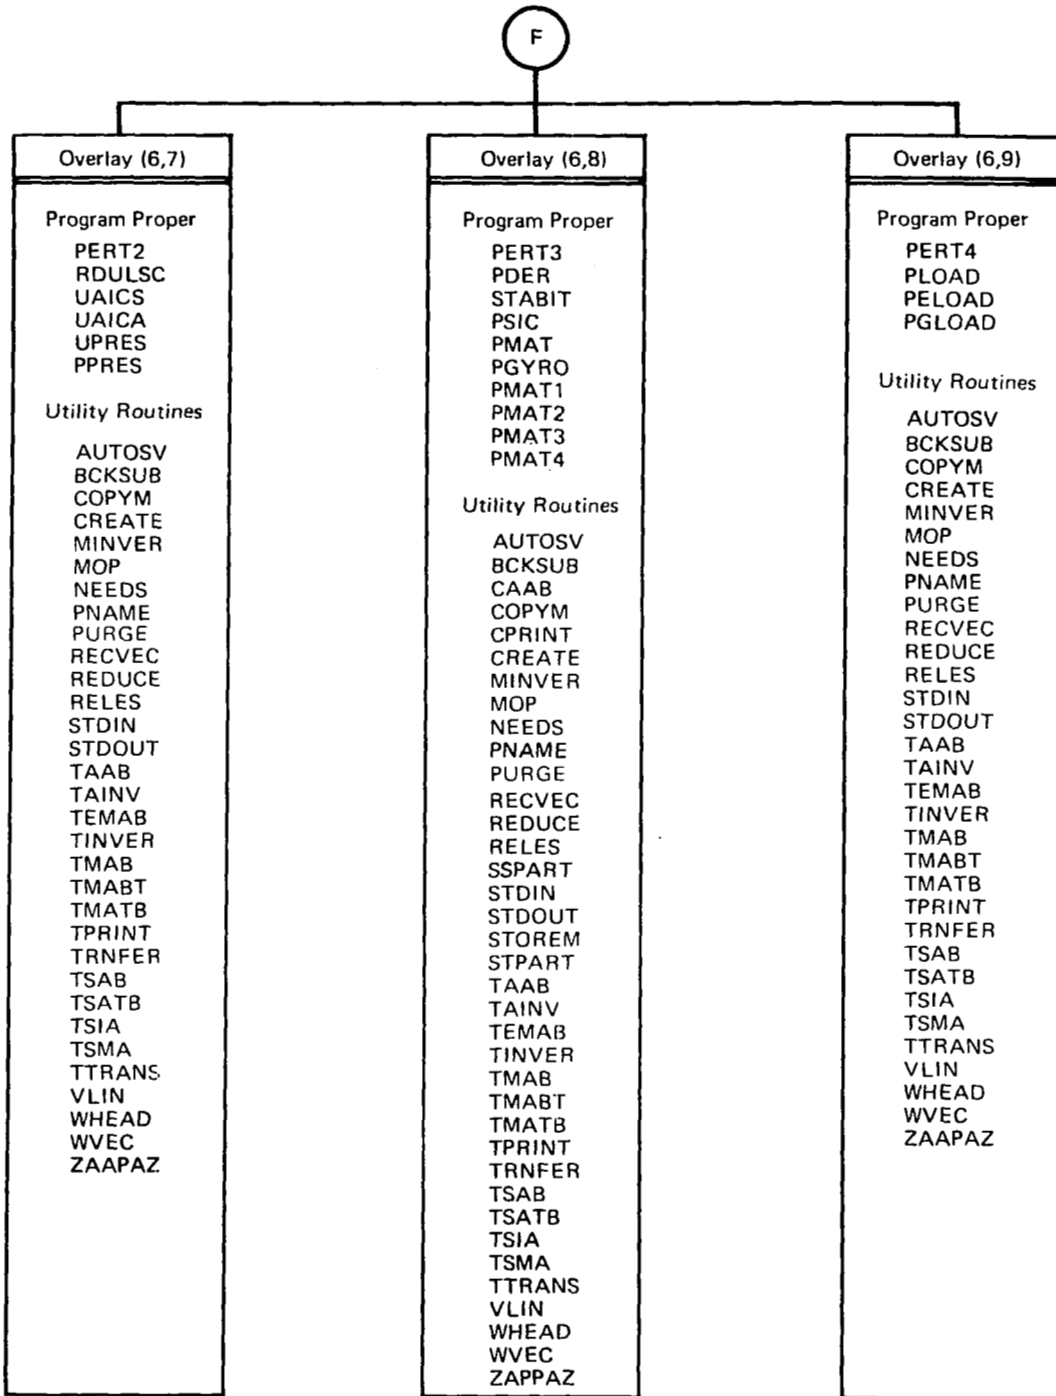 F
Overlay (6,7)
Program Proper
PERT2
RDULSC
UAICS
UAICA
UPRES
PPRES
Utility Routines
AUTOSV
BCKSUB
COPYM
CREATE
MINVER
MOP
NEEDS
PNAME
PURGE
RECVEC
REDUCE
RELES
STDIN
STDOUT
TAAB
TAINV
TEMAB
TINVER
TMAB
TMABT
TMATB
TPRINT
TRNFER
TSAB
TSATB
TSIA
TSMA
TTRANS
VLIN
WHEAD
WVEC
ZAAPAZ
Overlay (6,8)
Program Proper
PERT3
PDER
STABIT
PSIC
PMAT
PGYRO
PMAT1
PMAT2
PMAT3
PMAT4
Utility Routines
AUTOSV
BCKSUB
CAAB
COPYM
CPRINT
CREATE
MINVER
MOP
NEEDS
PNAME
PURGE
RECVEC
REDUCE
RELES
SSPART
STDIN
STDOUT
STOREM
STPART
TAAB
TAINV
TEMAB
TINVER
TMAB
TMABT
TMATB
TPRINT
TRNFER
TSAB
TSATB
TSIA
TSMA
TTRANS
VLIN
WHEAD
WVEC
ZAPPAZ
Overlay (6,9)
Program Proper
PERT4
PLOAD
PELOAD
PGLOAD
Utility Routines
AUTOSV
BCKSUB
COPYM
CREATE
MINVER
MOP
NEEDS
PNAME
PURGE
RECVEC
REDUCE
RELES
STDIN
STDOUT
TAAB
TAINV
TEMAB
TINVER
TMAB
TMABT
TMATB
TPRINT
TRNFER
TSAB
TSATB
TSIA
TSMA
TTRANS
VLIN
WHEAD
WVEC
ZAAPAZ